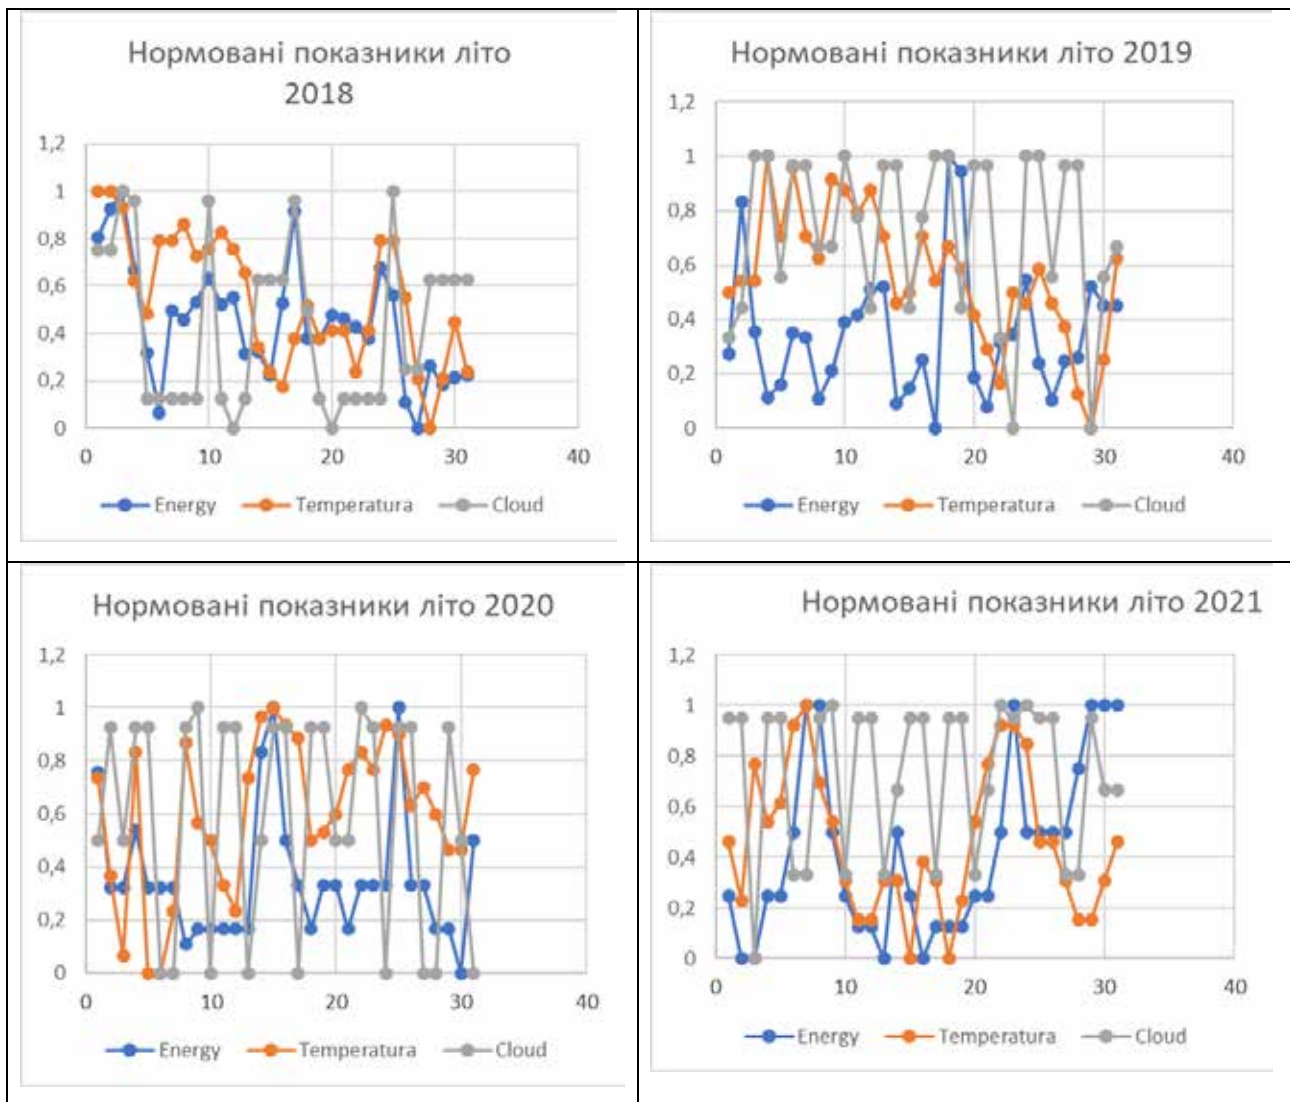 Нормовані показники літо
2018
1,2
1
0,8
0,6
0,4
0,2
0
0 10 20 30 40
Energy Temperatura Cloud
Нормовані показники літо 2019
1,2
1
0,8
0,6
0,4
0,2
0
0 10 20 30 40
Energy Temperatura Cloud
Нормовані показники літо 2020
1,2
1
0,8
0,6
0,4
0,2
0
0 10 20 30 40
Energy Temperatura Cloud
Нормовані показники літо 2021
1,2
1
0,8
0,6
0,4
0,2
0
0 10 20 30 40
Energy Temperatura Cloud